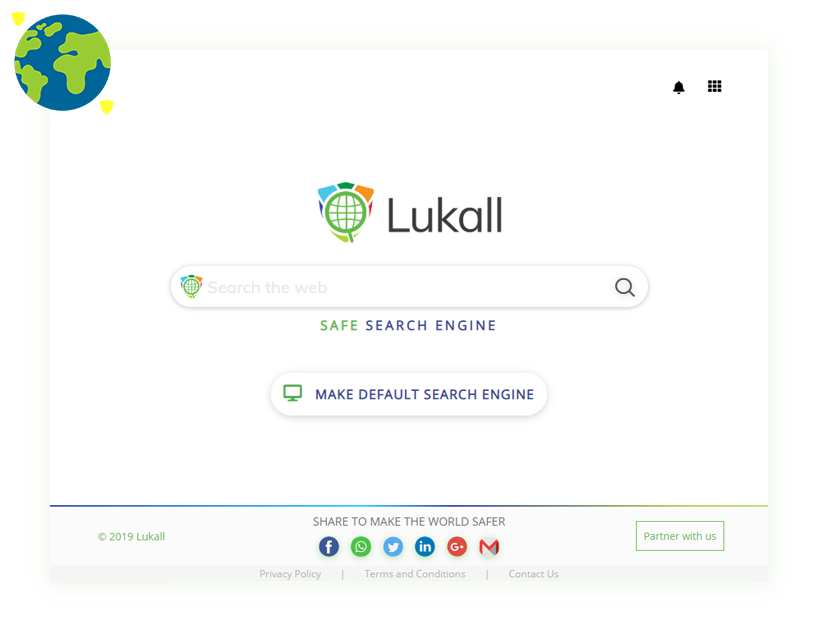 Lukall
Search the web
SAFE SEARCH ENGINE
MAKE DEFAULT SEARCH ENGINE
SHARE TO MAKE THE WORLD SAFER
© 2019 Lukall
Partner with us
Privacy Policy | Terms and Conditions | Contact Us